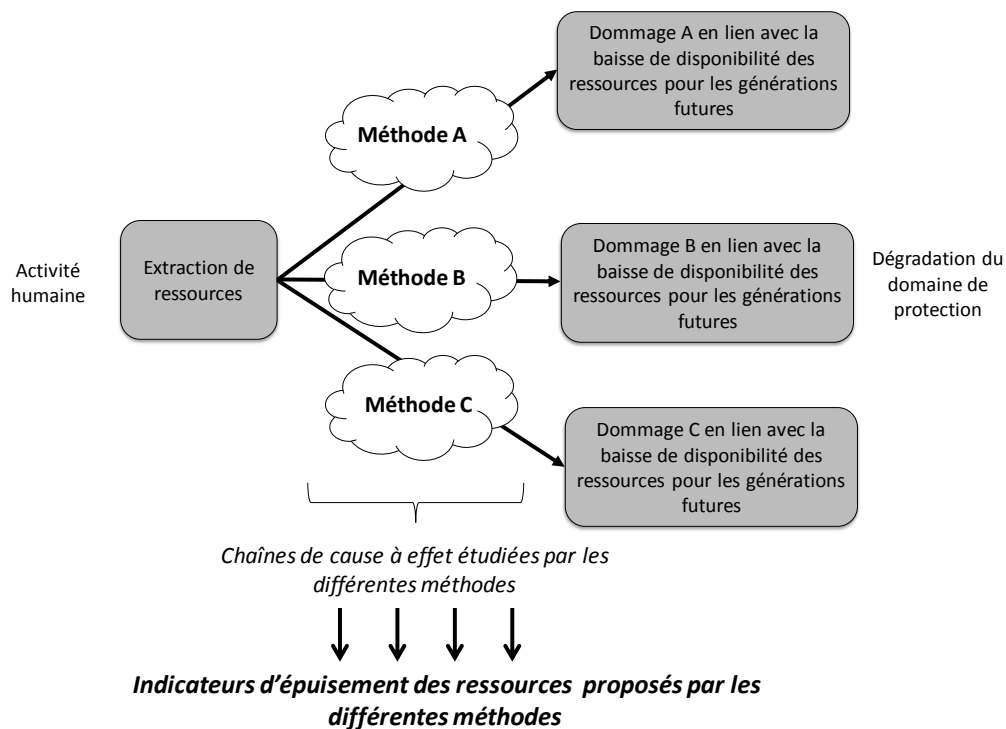 Dommage A en lien avec la
baisse de disponibilité des
ressources pour les générations
futures
Méthode A
Activité
humaine
Extraction de
ressources
Méthode B
Dommage B en lien avec la
baisse de disponibilité des
ressources pour les générations
futures
Dégradation du
domaine de
protection
Méthode C
Dommage C en lien avec la
baisse de disponibilité des
ressources pour les générations
futures
Chaînes de cause à effet étudiées par les
différentes méthodes
Indicateurs d’épuisement des ressources proposés par les
différentes méthodes